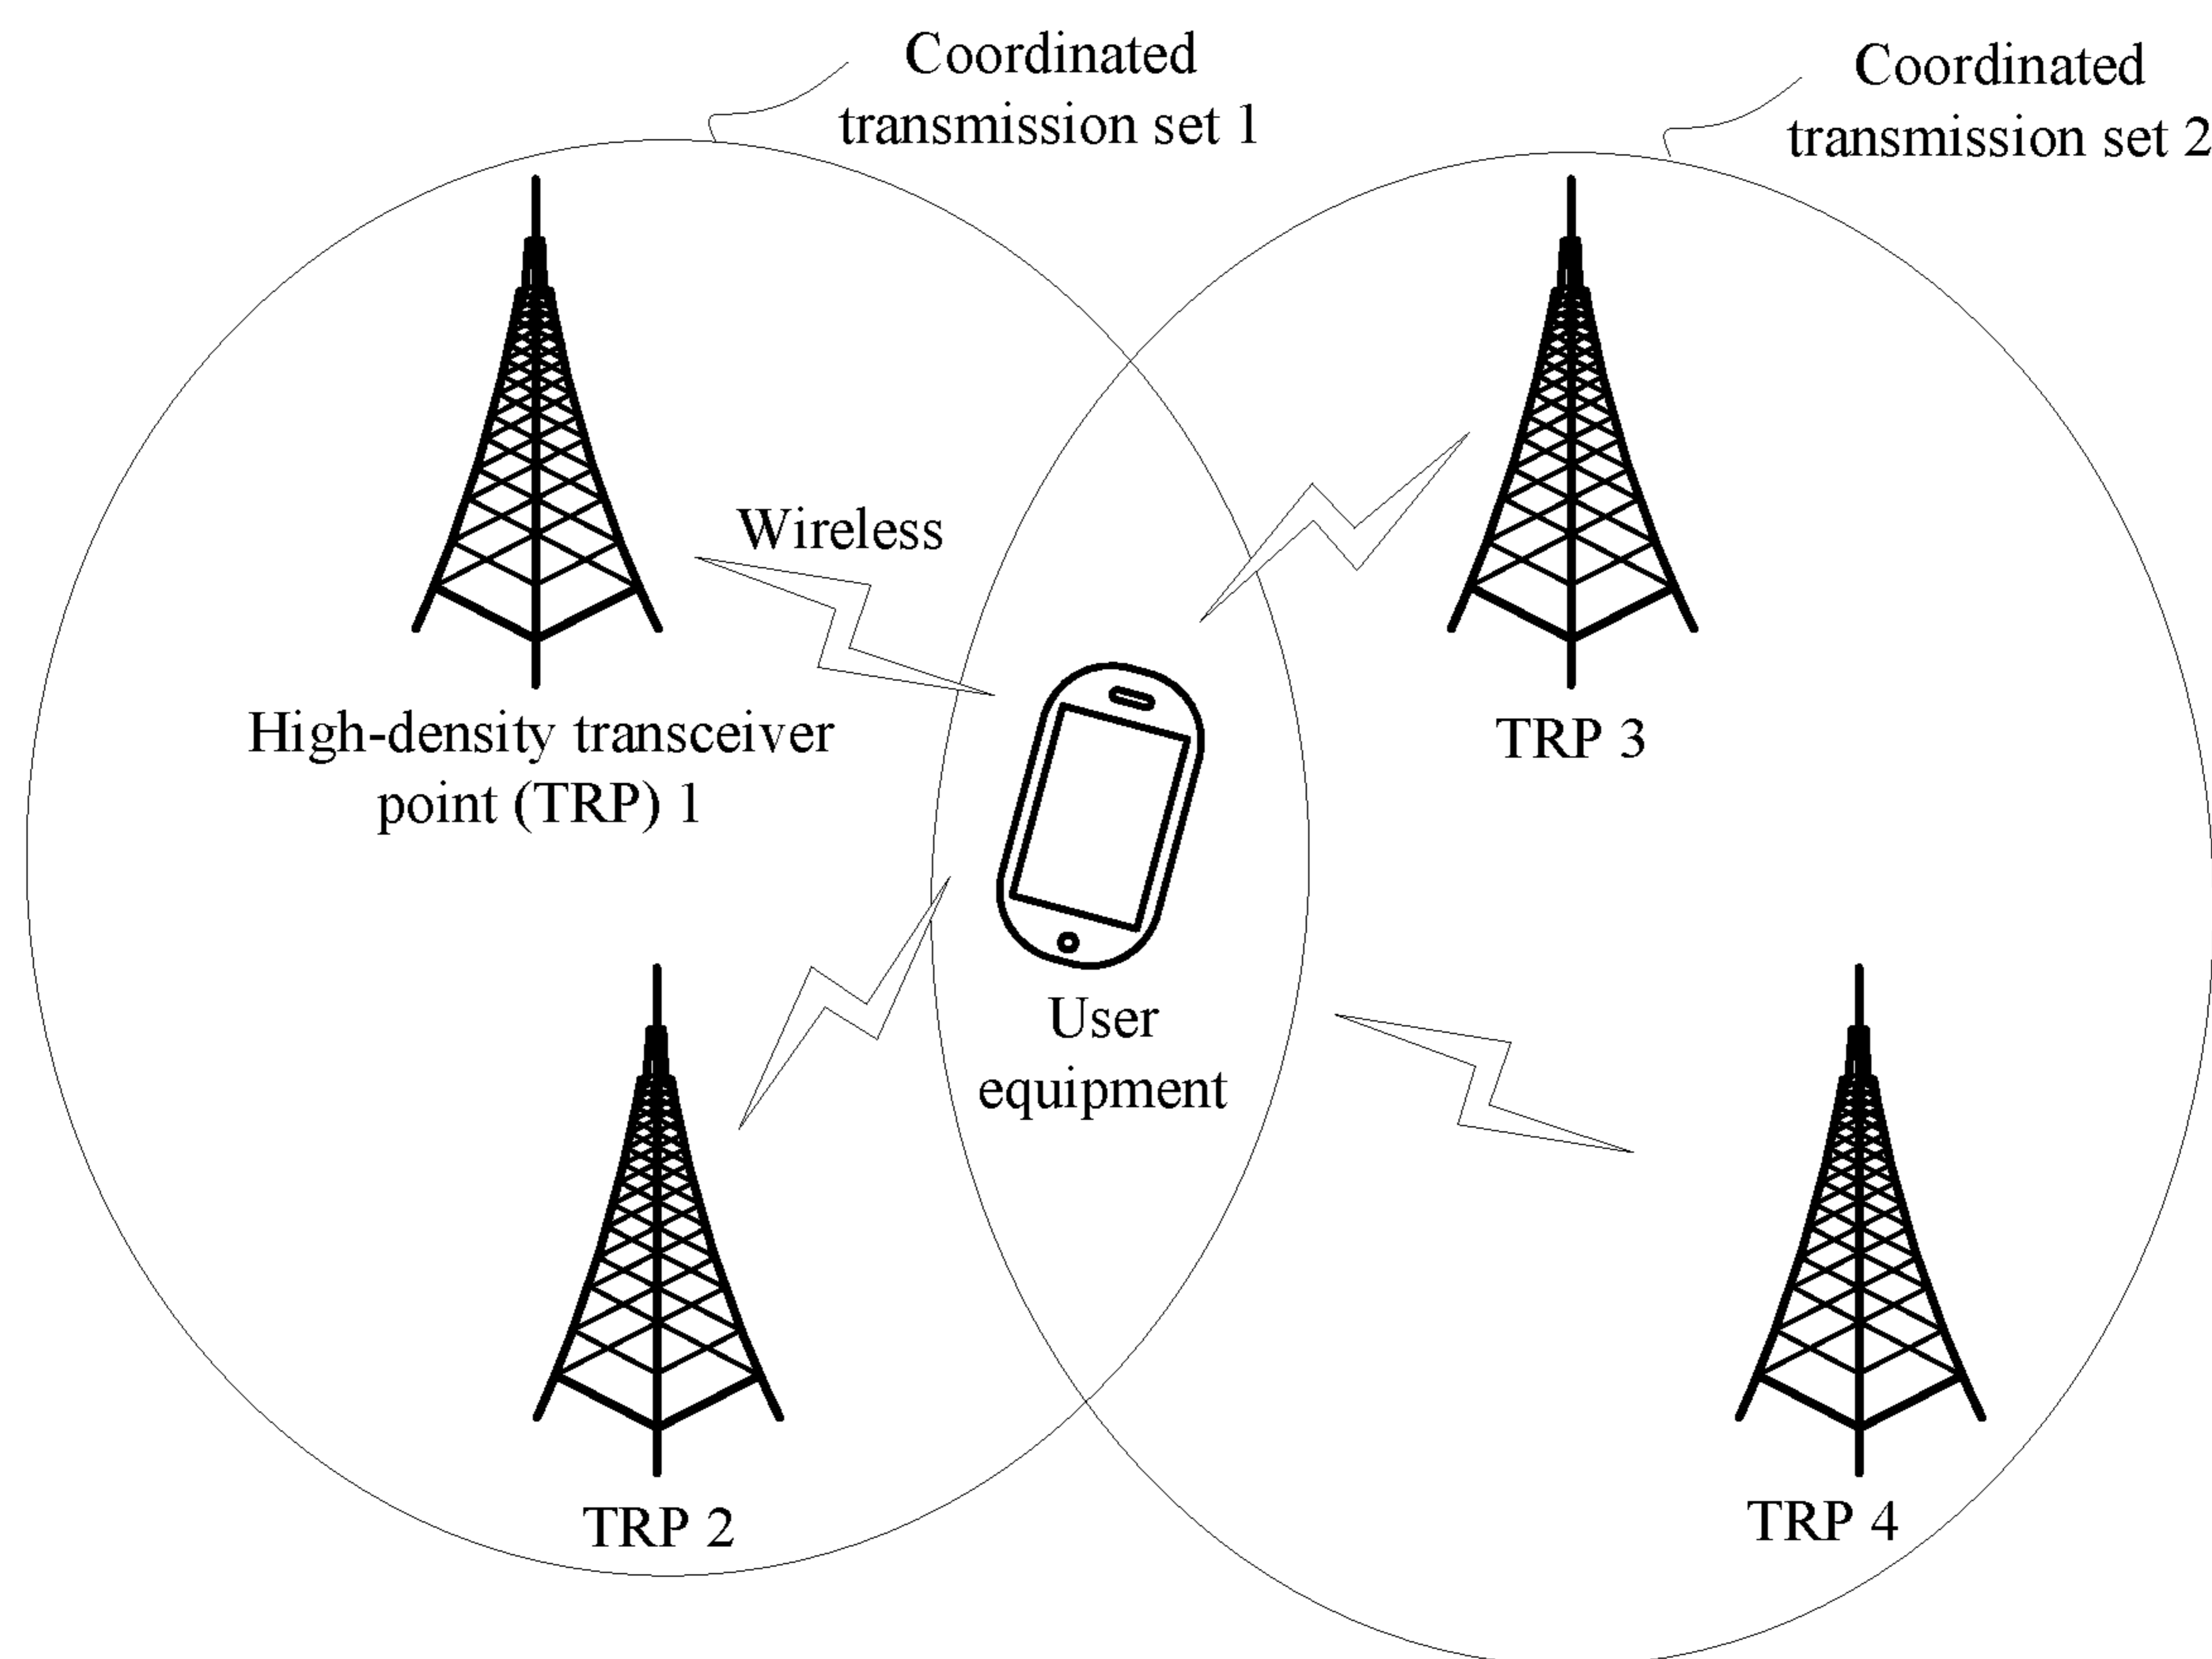 Coordinated
transmission set 1
Coordinated
transmission set 2
Wireless
High-density transceiver
point (TRP) 1
TRP 3
User
equipment
TRP 2
TRP 4